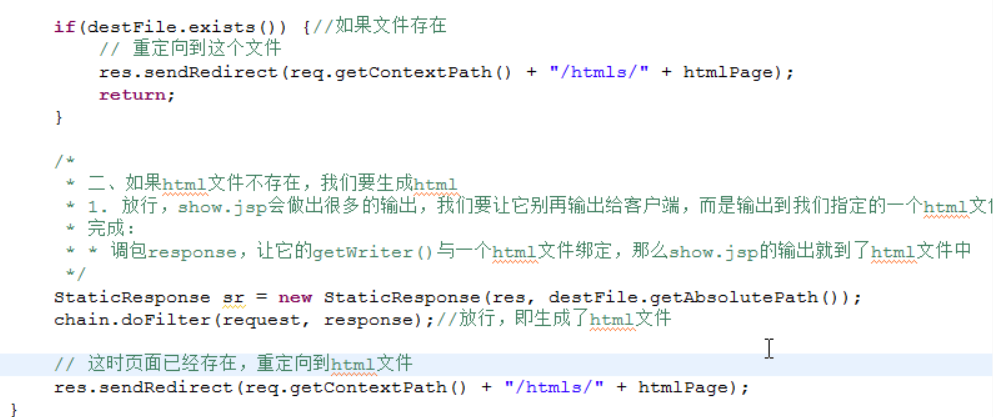 if(destFile.exists()) {//如果文件存在
// 重定向到这个文件
res.sendRedirect(req.getContextPath() + "/htmls/" + htmlPage);
return;
}
/*
* 二、如果html文件不存在，我们要生成html
* 1. 放行，show.jsp会做出很多的输出，我们要让它别再输出给客户端，而是输出到我们指定的一个html文
* 完成：
* * 调包response，让它的getWriter()与一个html文件绑定，那么show.jsp的输出就到了html文件中
*/
StaticResponse sr = new StaticResponse(res, destFile.getAbsolutePath());
chain.doFilter(request, response);//放行，即生成了html文件
// 这时页面已经存在，重定向到html文件
res.sendRedirect(req.getContextPath() + "/htmls/" + htmlPage);
}